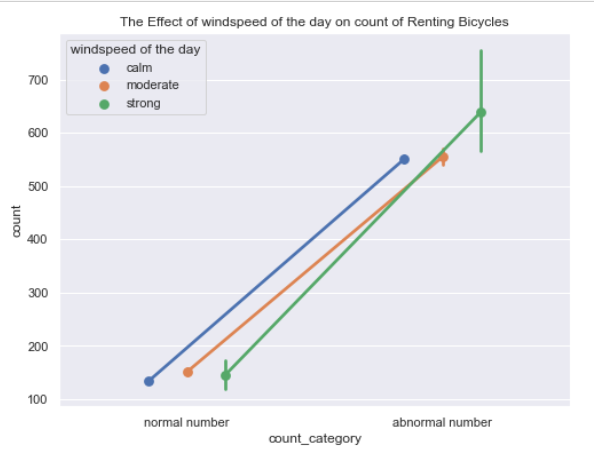 The Effect of windspeed of the day on count of Renting Bicycles
windspeed of the day
calm
moderate
strong
700
600
500
400
300
200
100
count
normal number
abnormal number
count_category